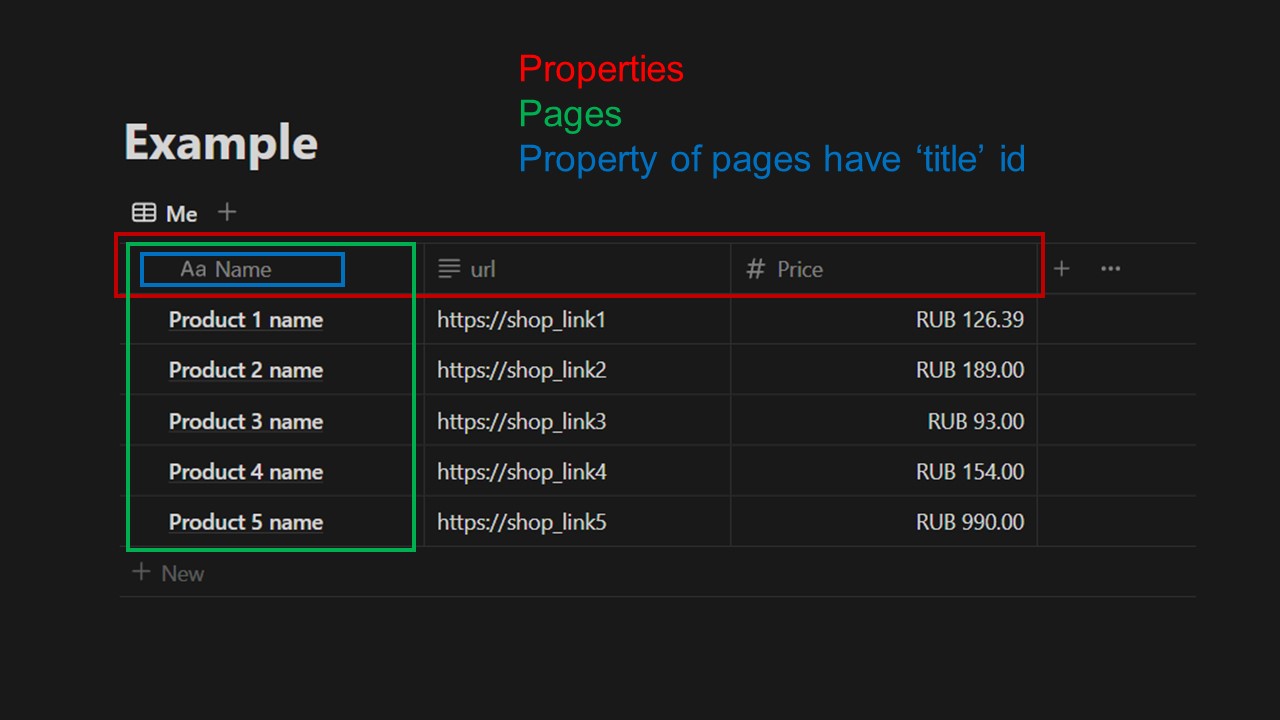 Properties
Pages
Property of pages have ‘title’ id
Example
Me +
Aa Name url # Price + ···
Product 1 name https://shop_link1 RUB 126.39
Product 2 name https://shop_link2 RUB 189.00
Product 3 name https://shop_link3 RUB 93.00
Product 4 name https://shop_link4 RUB 154.00
Product 5 name https://shop_link5 RUB 990.00
+ New